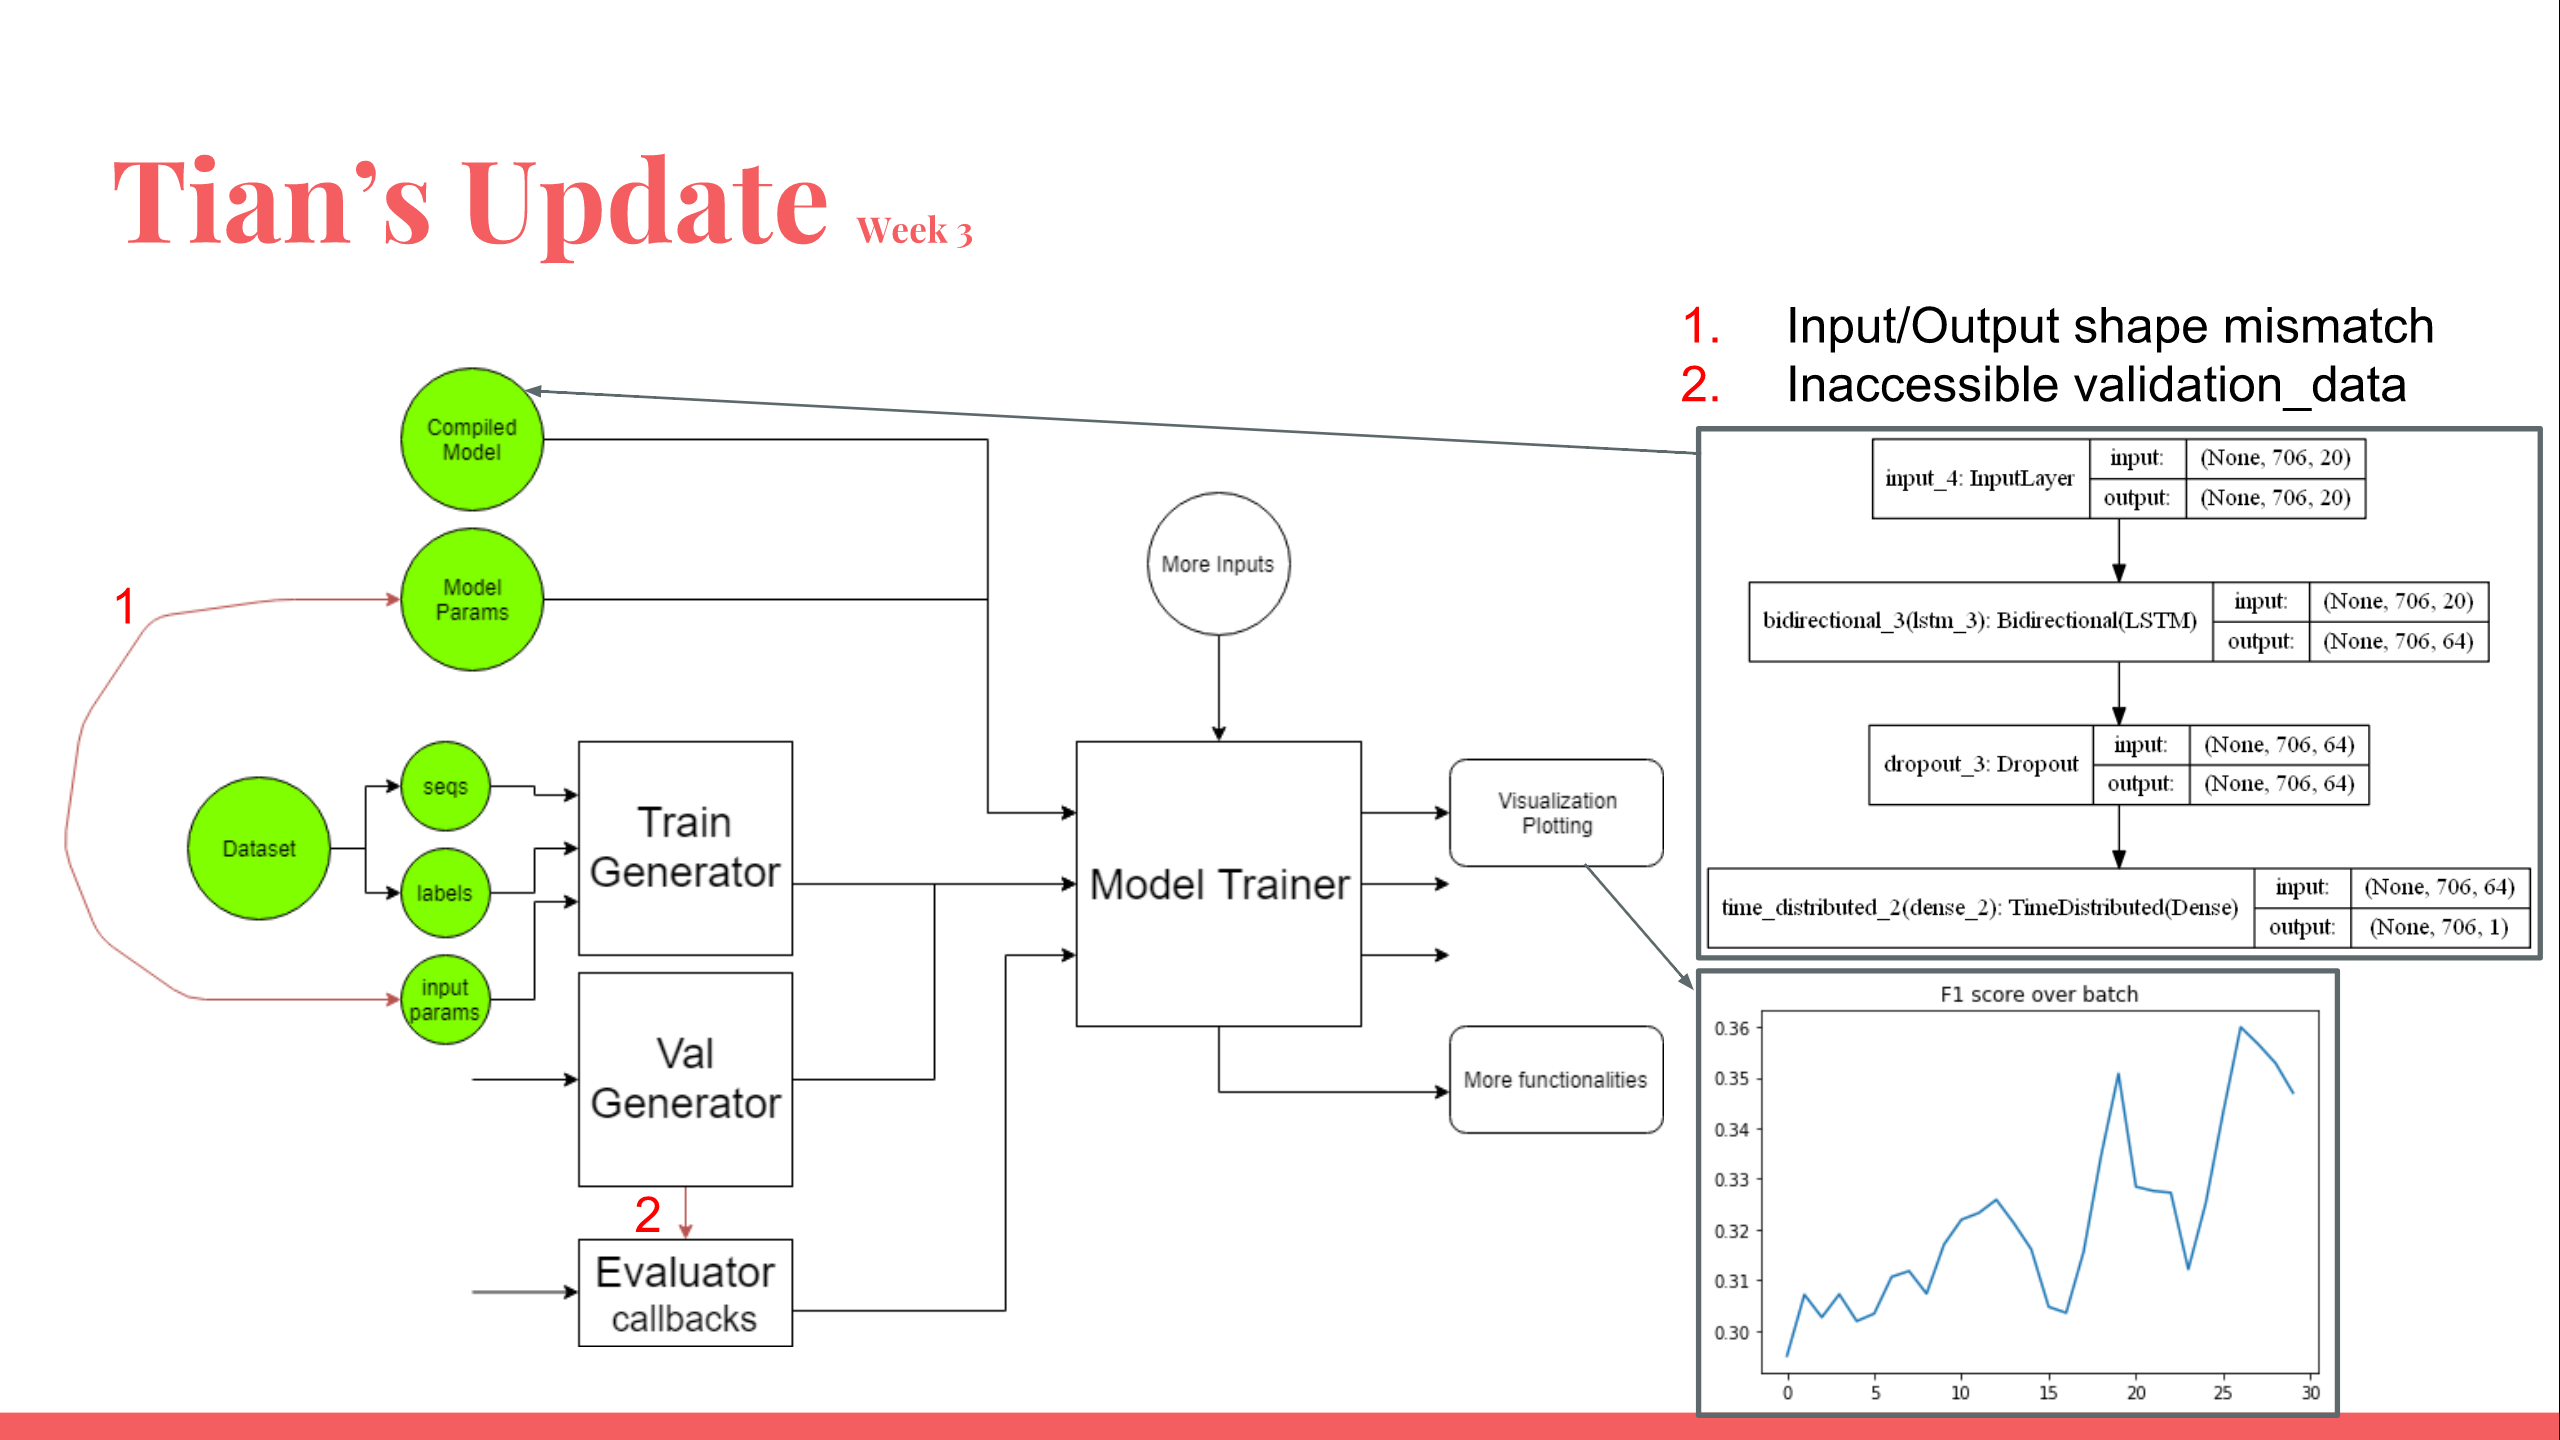 Tian’s Update Week 3
1. Input/Output shape mismatch
2. Inaccessible validation_data
Compiled
Model
Model
Params
1
More Inputs
Dataset
seqs
labels
input
params
Train
Generator
Val
Generator
2
Evaluator
callbacks
Model Trainer
Visualization
Plotting
More functionalities
input_4: InputLayer
input: (None, 706, 20)
output: (None, 706, 20)
bidirectional_3(lstm_3): Bidirectional(LSTM)
input: (None, 706, 20)
output: (None, 706, 64)
dropout_3: Dropout
input: (None, 706, 64)
output: (None, 706, 64)
time_distributed_2(dense_2): TimeDistributed(Dense)
input: (None, 706, 64)
output: (None, 706, 1)
F1 score over batch
0.36
0.35
0.34
0.33
0.32
0.31
0.30
0 5 10 15 20 25 30